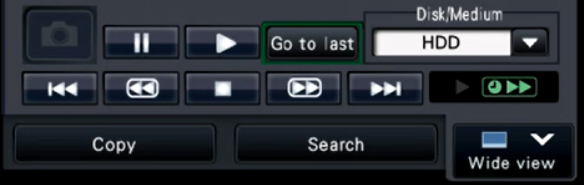 Disk/Medium
Go to last
HDD
Copy
Search
Wide view